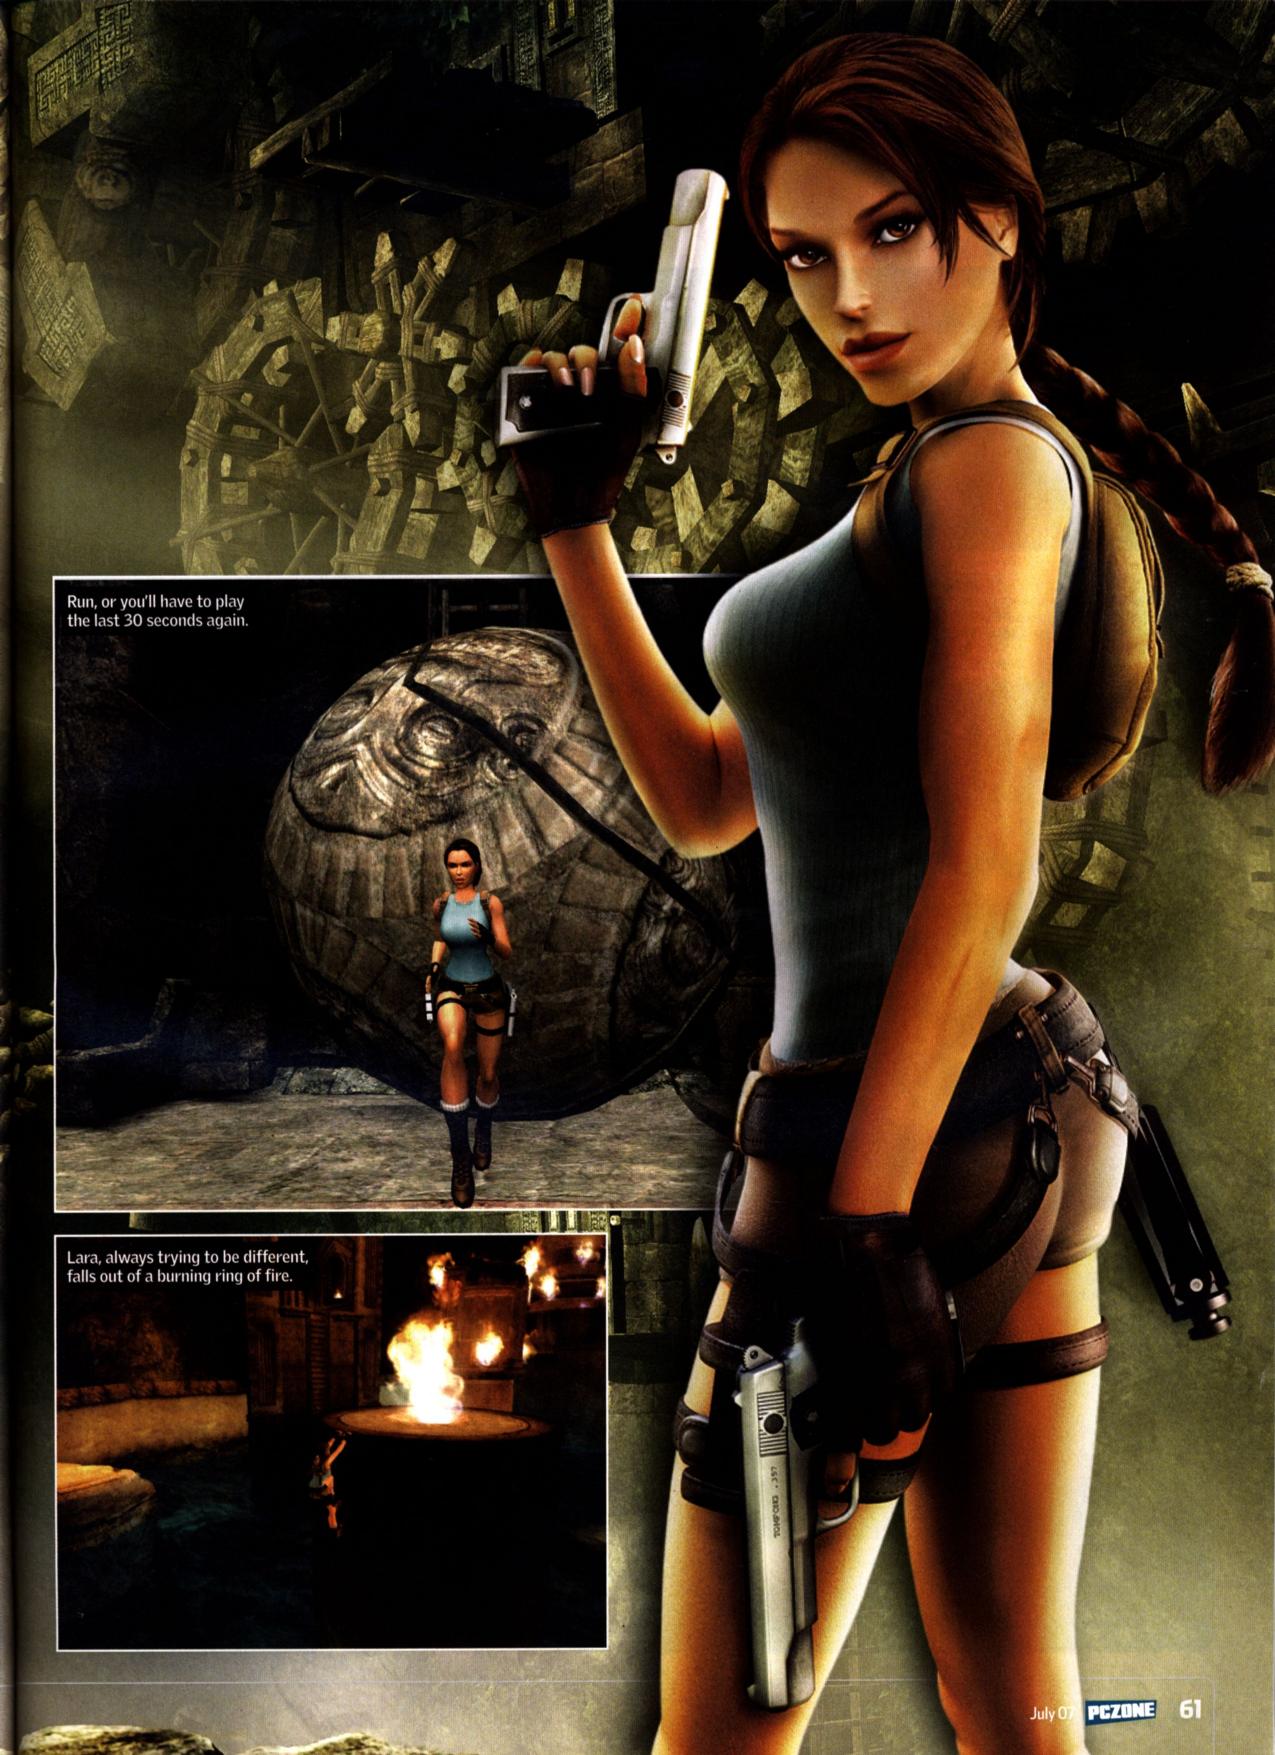 Run, or you'll have to play
the last 30 seconds again.
Lara, always trying to be different,
falls out of a burning ring of fire.
July 07 PCZONE 61